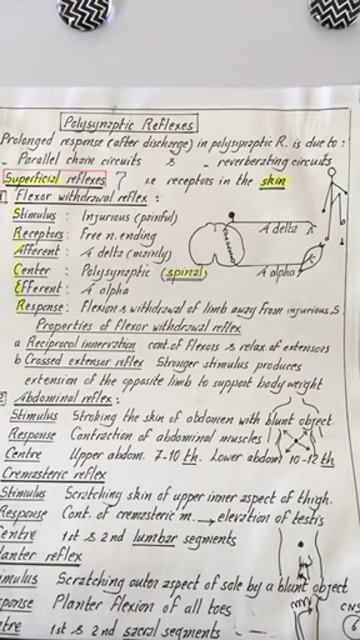 Polysynaptic Reflexes
Prolonged response (after discharge) in polysynaptic R. is due to :
- Parallel chain circuits & - reverberating circuits
Superficial reflexes ? i.e receptors in the skin
1 Flexor withdrawal reflex :
Stimulus : Injurious (painful)
Receptors : Free n. ending
Afferent : A delta (mainly)
A delta
Center : Polysynaptic (spinal)
A alpha
Efferent : A alpha
Response : Flexion & withdrawal of limb away from injurious S
Properties of Flexor withdrawal reflex
a Reciprocal innervation cont. of flexors & relax of extensors
b Crossed extensor reflex Stronger stimulus produces
extension of the opposite limb to support body weight
2 Abdominal reflex :
Stimulus Stroking the skin of abdomen with blunt object
Response Contraction of abdominal muscles
Centre Upper abdom. 7-10 th. Lower abdom 10-12 th
Cremasteric reflex
Stimulus Scratching skin of upper inner aspect of thigh.
Response Cont. of cremasteric m. → elevation of testis
Centre 1st & 2nd lumbar segments
lanter reflex
imulus Scratching outer aspect of sole by a blunt object
ponse Planter flexion of all toes
tre 1st & 2nd sacral segments
CNS